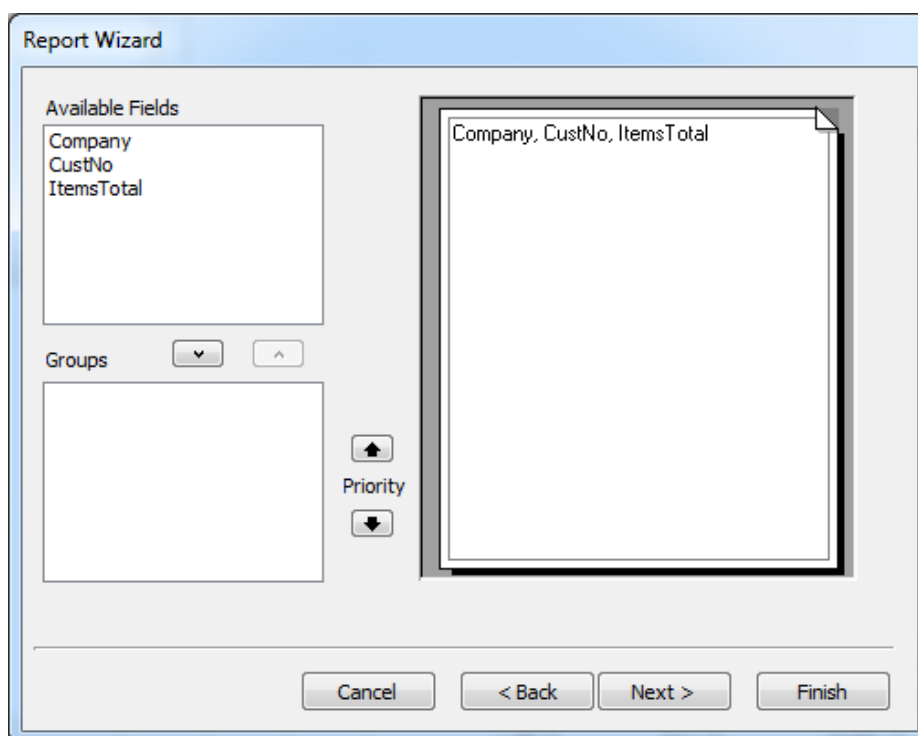 Report Wizard
Available Fields
Company
CustNo
ItemsTotal
Company, CustNo, ItemsTotal
Groups
Priority
Cancel
< Back
Next >
Finish